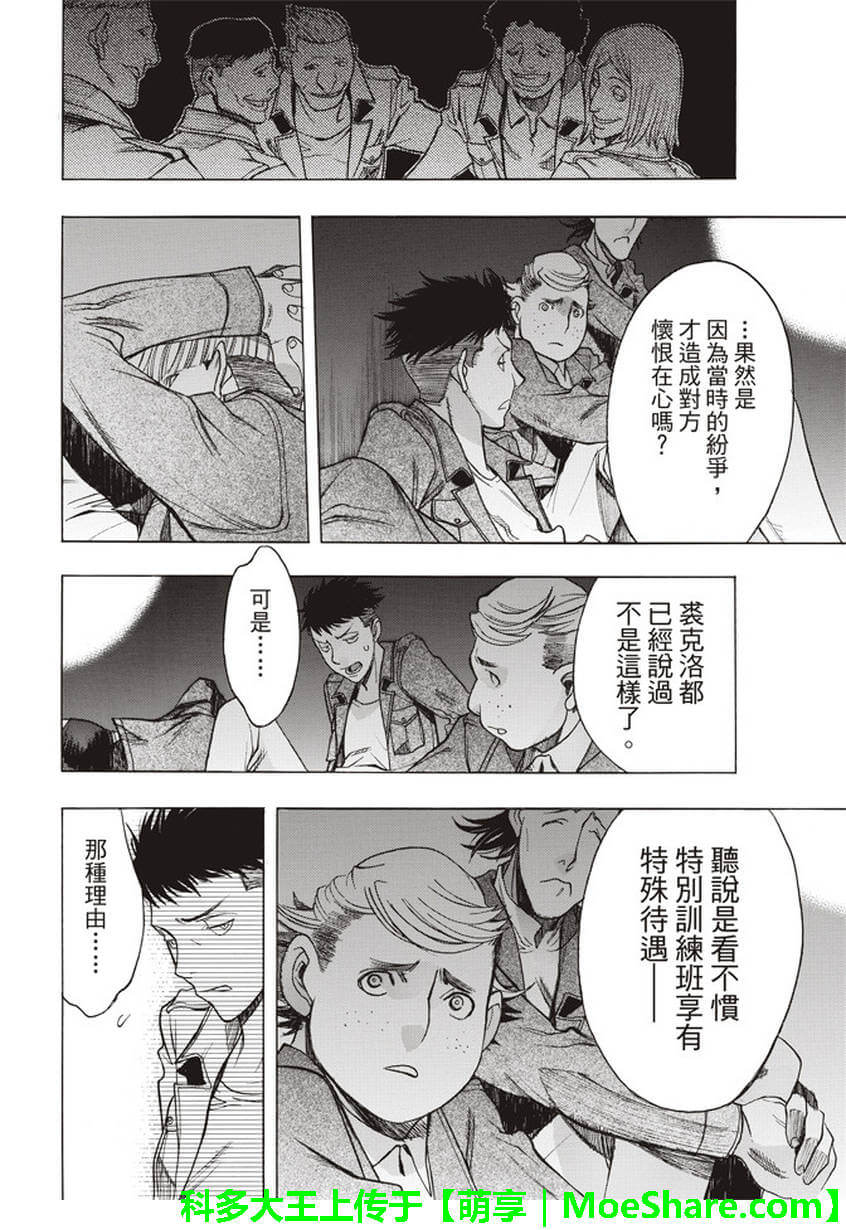 …果然是
因為當時的紛爭，
才造成對方
懷恨在心嗎？
裘克洛都
已經說過
不是這樣了。
可是……
聽說是看不慣
特別訓練班享有
特殊待遇——
那種理由……
科多大王上传于【萌享｜MoeShare.com】